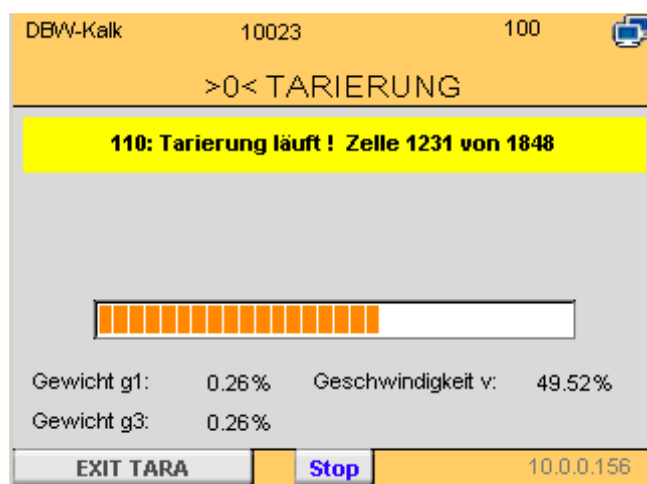 DBW-Kalk 10023 100
>0< TARIERUNG
110: Tarierung läuft ! Zelle 1231 von 1848
Gewicht g1: 0.26% Geschwindigkeit v: 49.52%
Gewicht g3: 0.26%
EXIT TARA Stop 10.0.0.156